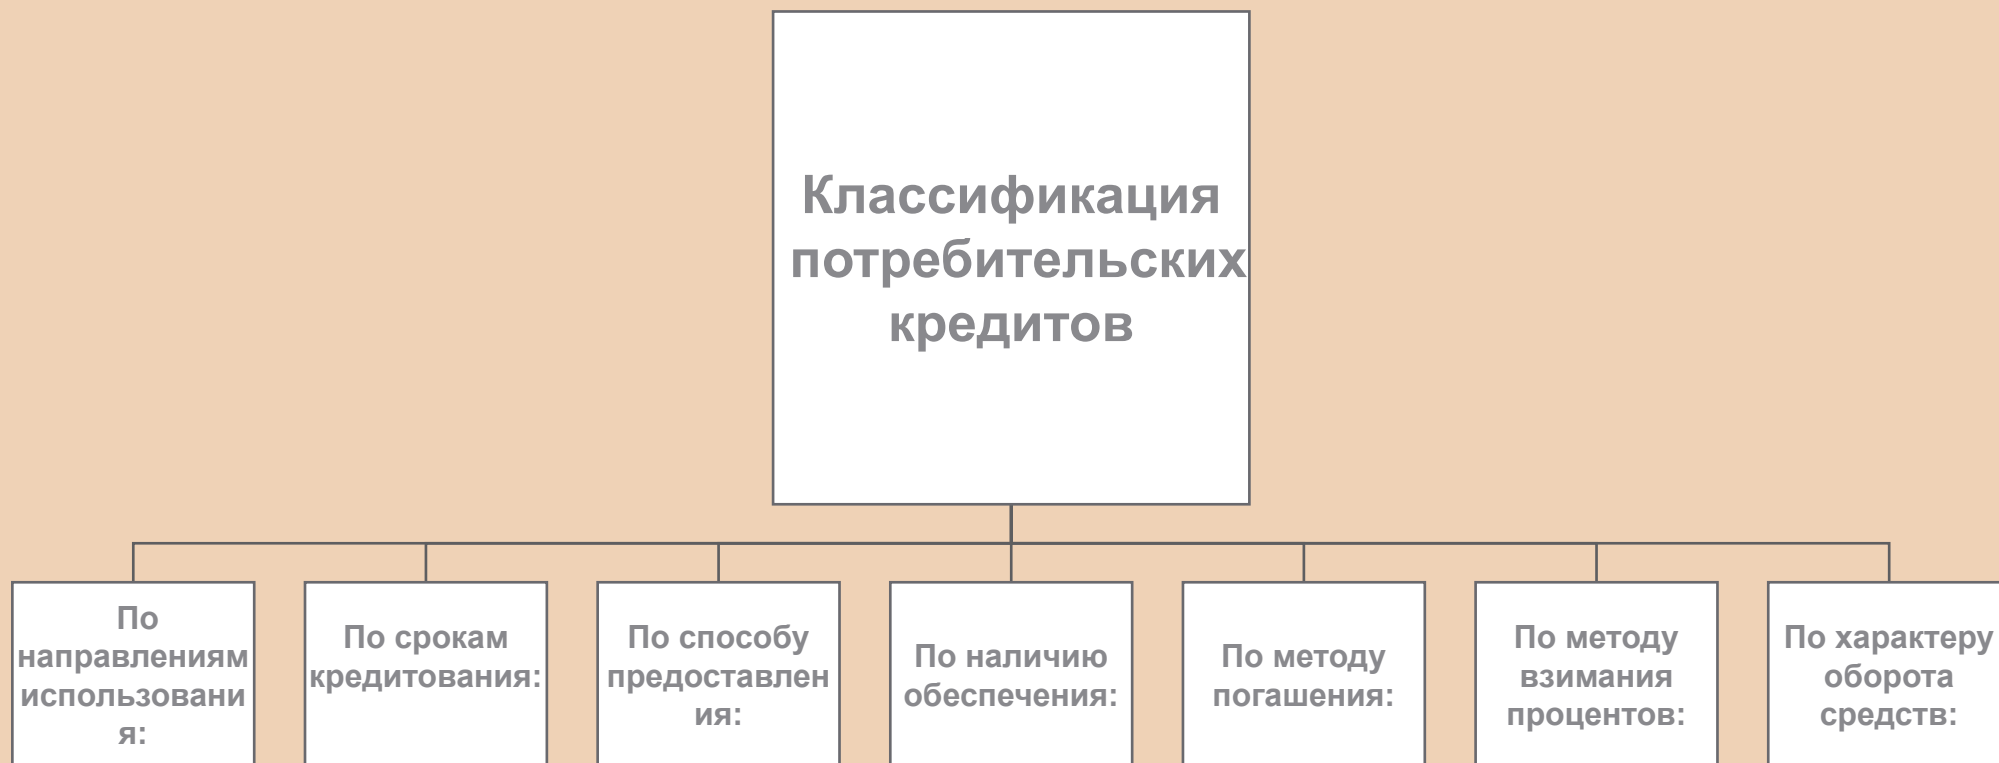 Классификация
потребительских
кредитов
По
направлениям
использовани
я:
По срокам
кредитования:
По способу
предоставлен
ия:
По наличию
обеспечения:
По методу
погашения:
По методу
взимания
процентов:
По характеру
оборота
средств: